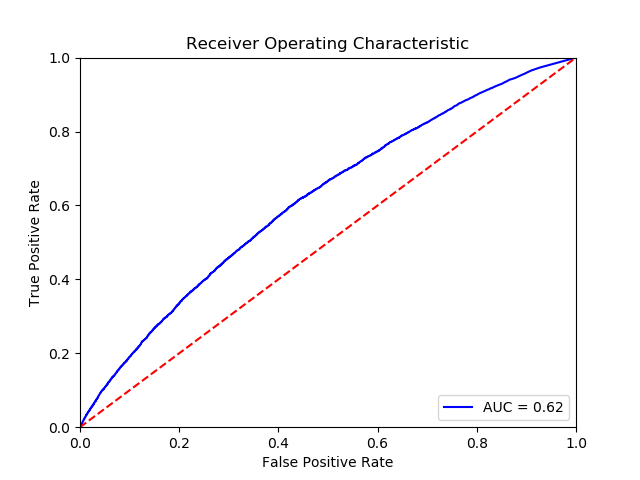 Receiver Operating Characteristic
1.0
0.8
0.6
0.4
0.2
0.0
True Positive Rate
AUC = 0.62
0.0 0.2 0.4 0.6 0.8 1.0
False Positive Rate